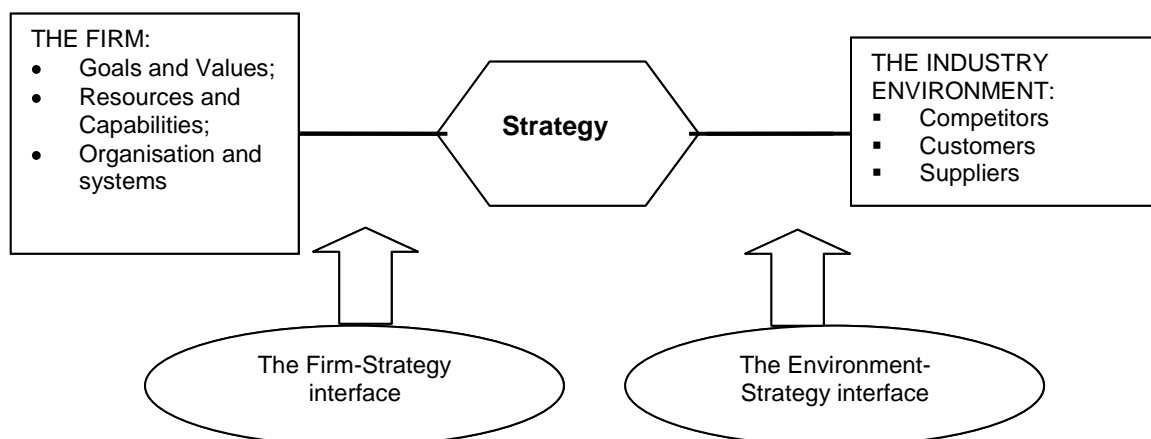 THE FIRM:
• Goals and Values;
• Resources and
Capabilities;
• Organisation and
systems
Strategy
THE INDUSTRY
ENVIRONMENT:
▪ Competitors
▪ Customers
▪ Suppliers
The Firm-Strategy
interface
The Environment-
Strategy interface